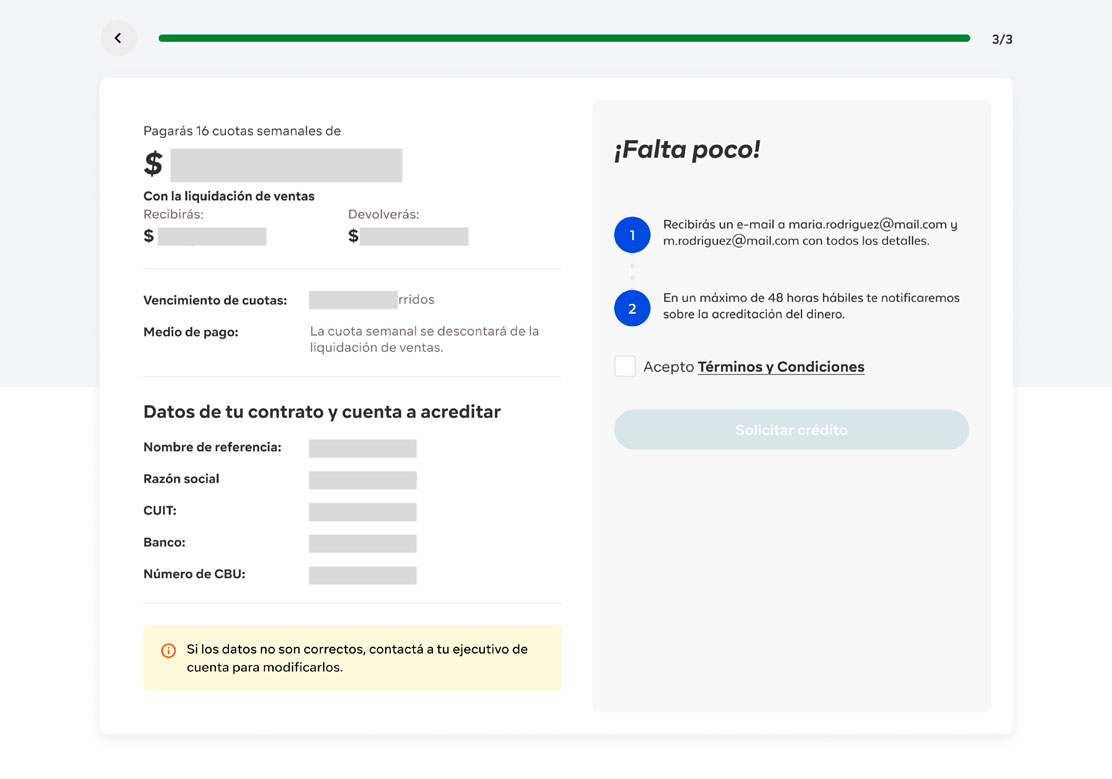 3/3
Pagarás 16 cuotas semanales de
$
Con la liquidación de ventas
Recibirás:
Devolverás:
$
$
Vencimiento de cuotas:
rridos
Medio de pago:
La cuota semanal se descontará de la
liquidación de ventas.
Datos de tu contrato y cuenta a acreditar
Nombre de referencia:
Razón social
CUIT:
Banco:
Número de CBU:
Si los datos no son correctos, contactá a tu ejecutivo de
cuenta para modificarlos.
¡Falta poco!
1
Recibirás un e-mail a maria.rodriguez@mail.com y
m.rodriguez@mail.com con todos los detalles.
2
En un máximo de 48 horas hábiles te notificaremos
sobre la acreditación del dinero.
Acepto Términos y Condiciones
Solicitar crédito